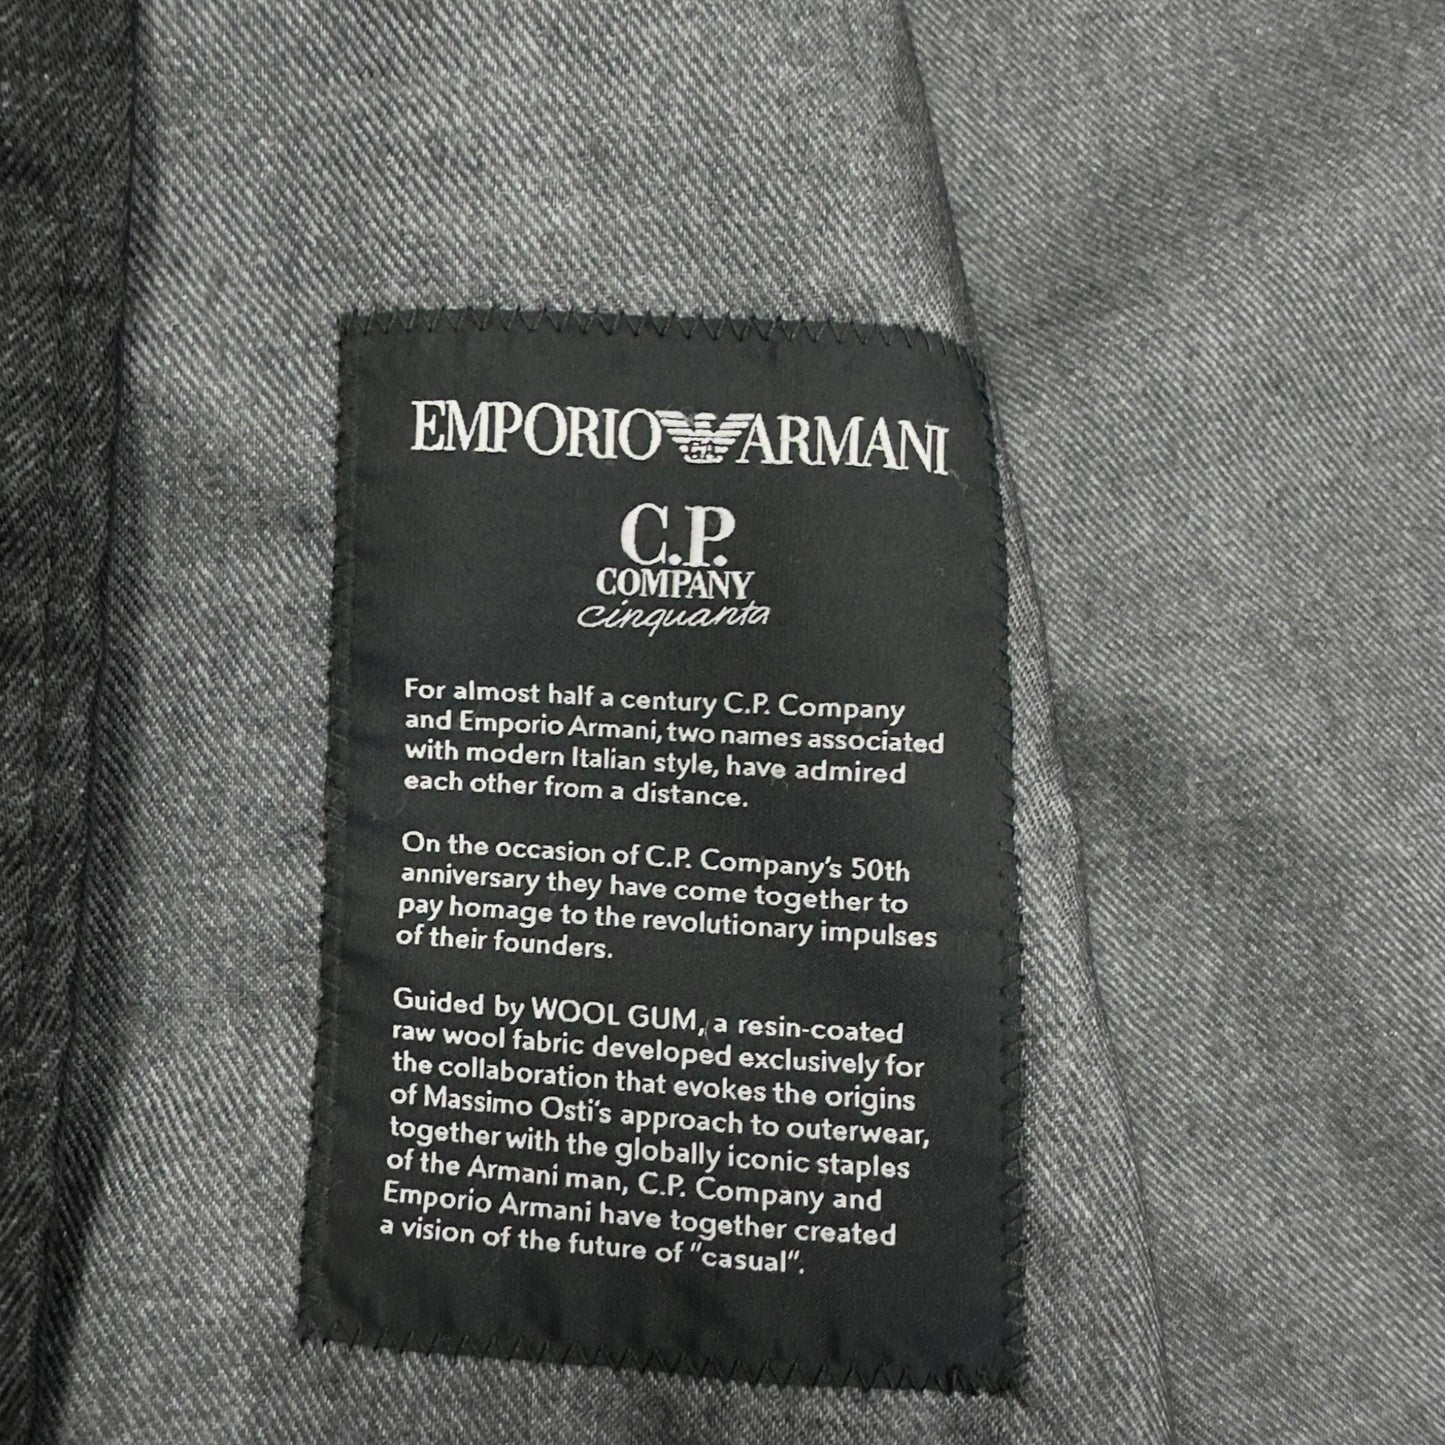 EMPORIO ARMANI
C.P.
COMPANY
cinquanta
For almost half a century C.P. Company
and Emporio Armani, two names associated
with modern Italian style, have admired
each other from a distance.
On the occasion of C.P. Company's 50th
anniversary they have come together to
pay homage to the revolutionary impulses
of their founders.
Guided by WOOL GUM, a resin-coated
raw wool fabric developed exclusively for
the collaboration that evokes the origins
of Massimo Osti's approach to outerwear,
together with the globally iconic staples
of the Armani man, C.P. Company and
Emporio Armani have together created
a vision of the future of "casual".